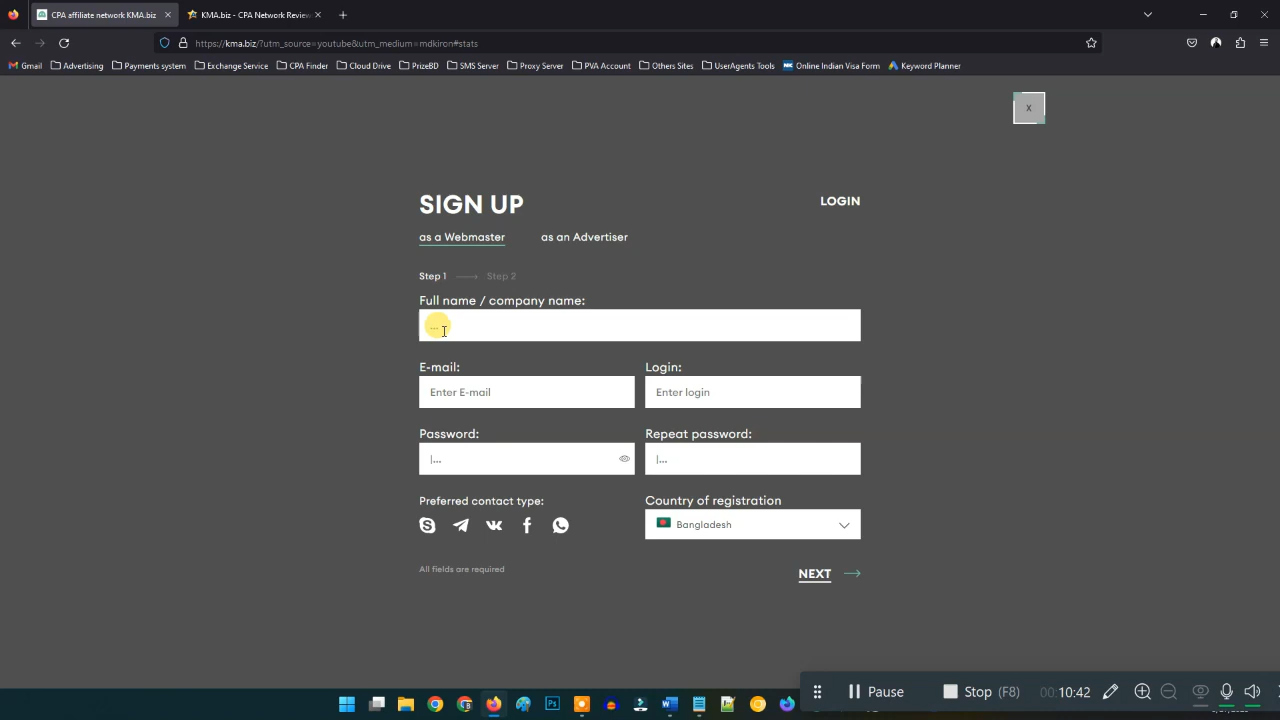 CPA affiliate network KMA.biz
KMA.biz - CPA Network Review
https://kma.biz/?utm_source=youtube&utm_medium=mdkiron#stats
Gmail Advertising Payments system Exchange Service CPA Finder Cloud Drive PrizeBD SMS Server Proxy Server PVA Account Others Sites UserAgents Tools Online Indian Visa Form Keyword Planner
X
SIGN UP LOGIN
as a Webmaster as an Advertiser
Step 1 Step 2
Full name / company name:
...
E-mail: Login:
Enter E-mail Enter login
Password: Repeat password:
|... |...
Preferred contact type: Country of registration
Bangladesh
All fields are required NEXT
Pause Stop (F8) 00:10:42